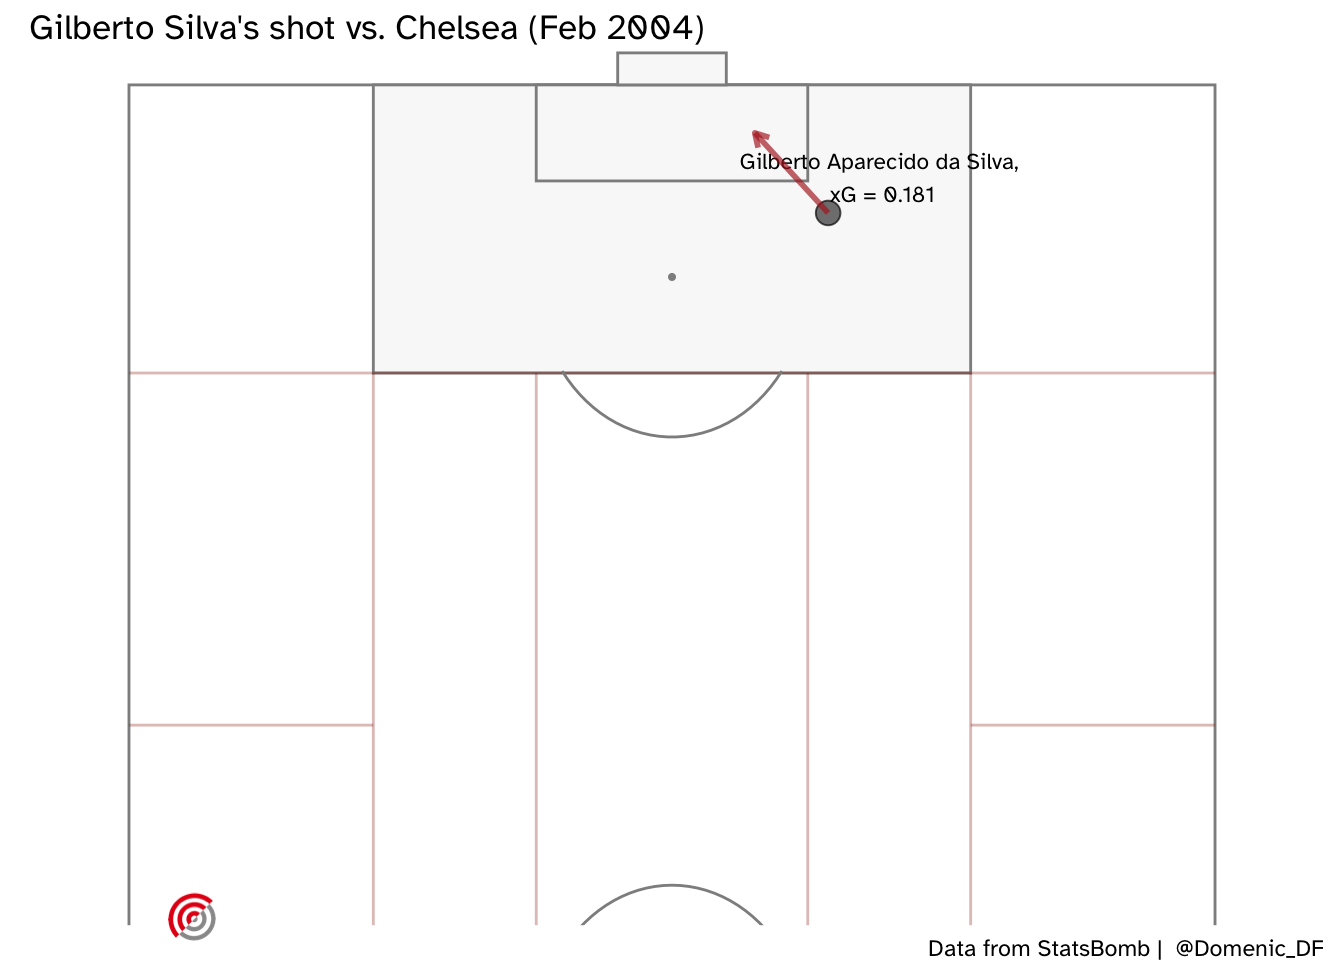 Gilberto Silva's shot vs. Chelsea (Feb 2004)
Gilberto Aparecido da Silva,
xG = 0.181
Data from StatsBomb | @Domenic_DF